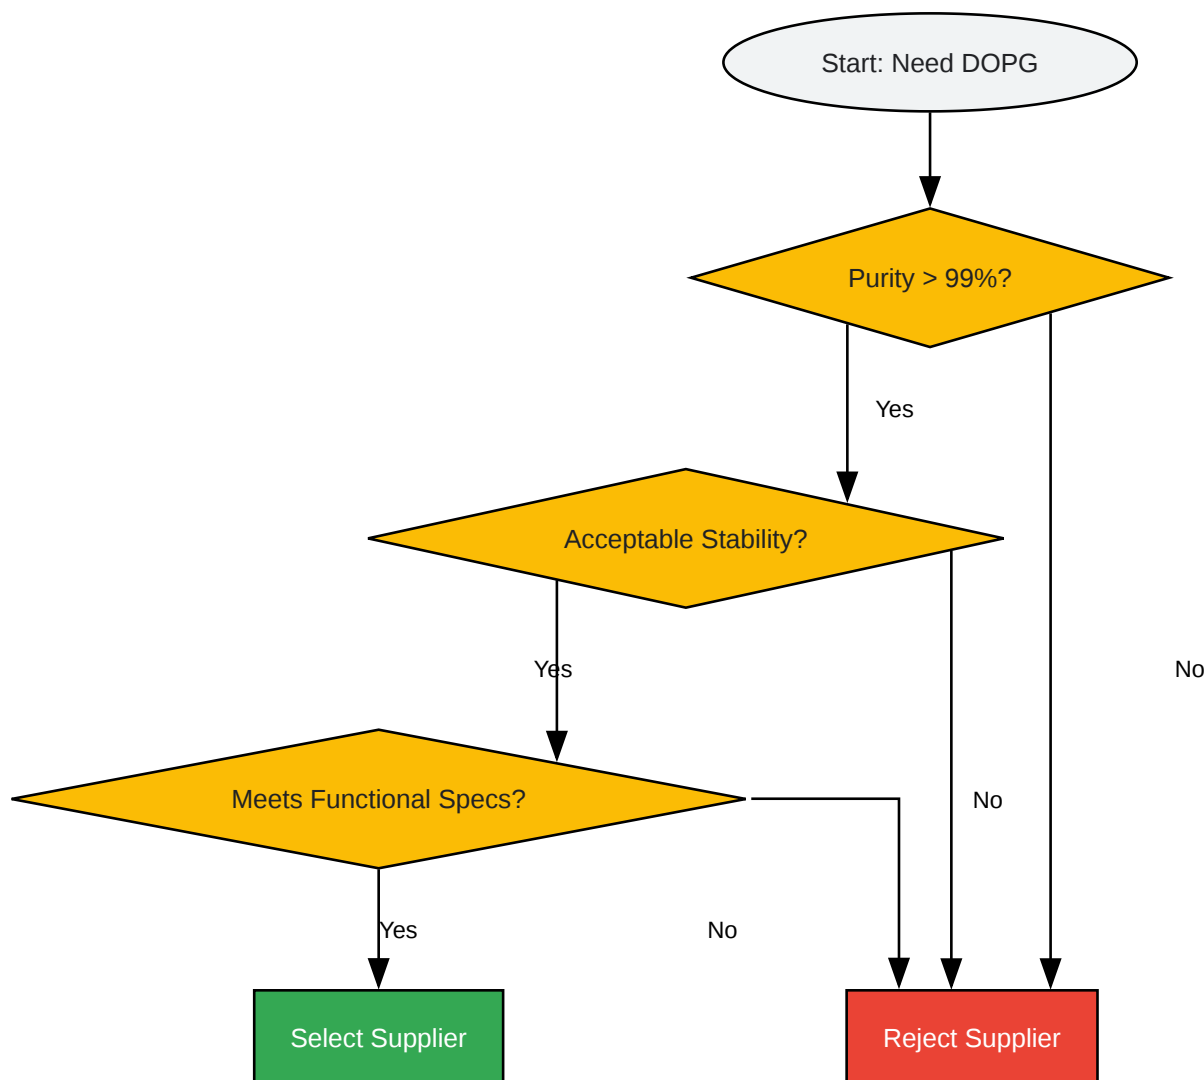 Start: Need DOPG
Purity > 99%?
Yes
Acceptable Stability?
Yes
No
Meets Functional Specs?
No
Yes
No
Select Supplier
Reject Supplier